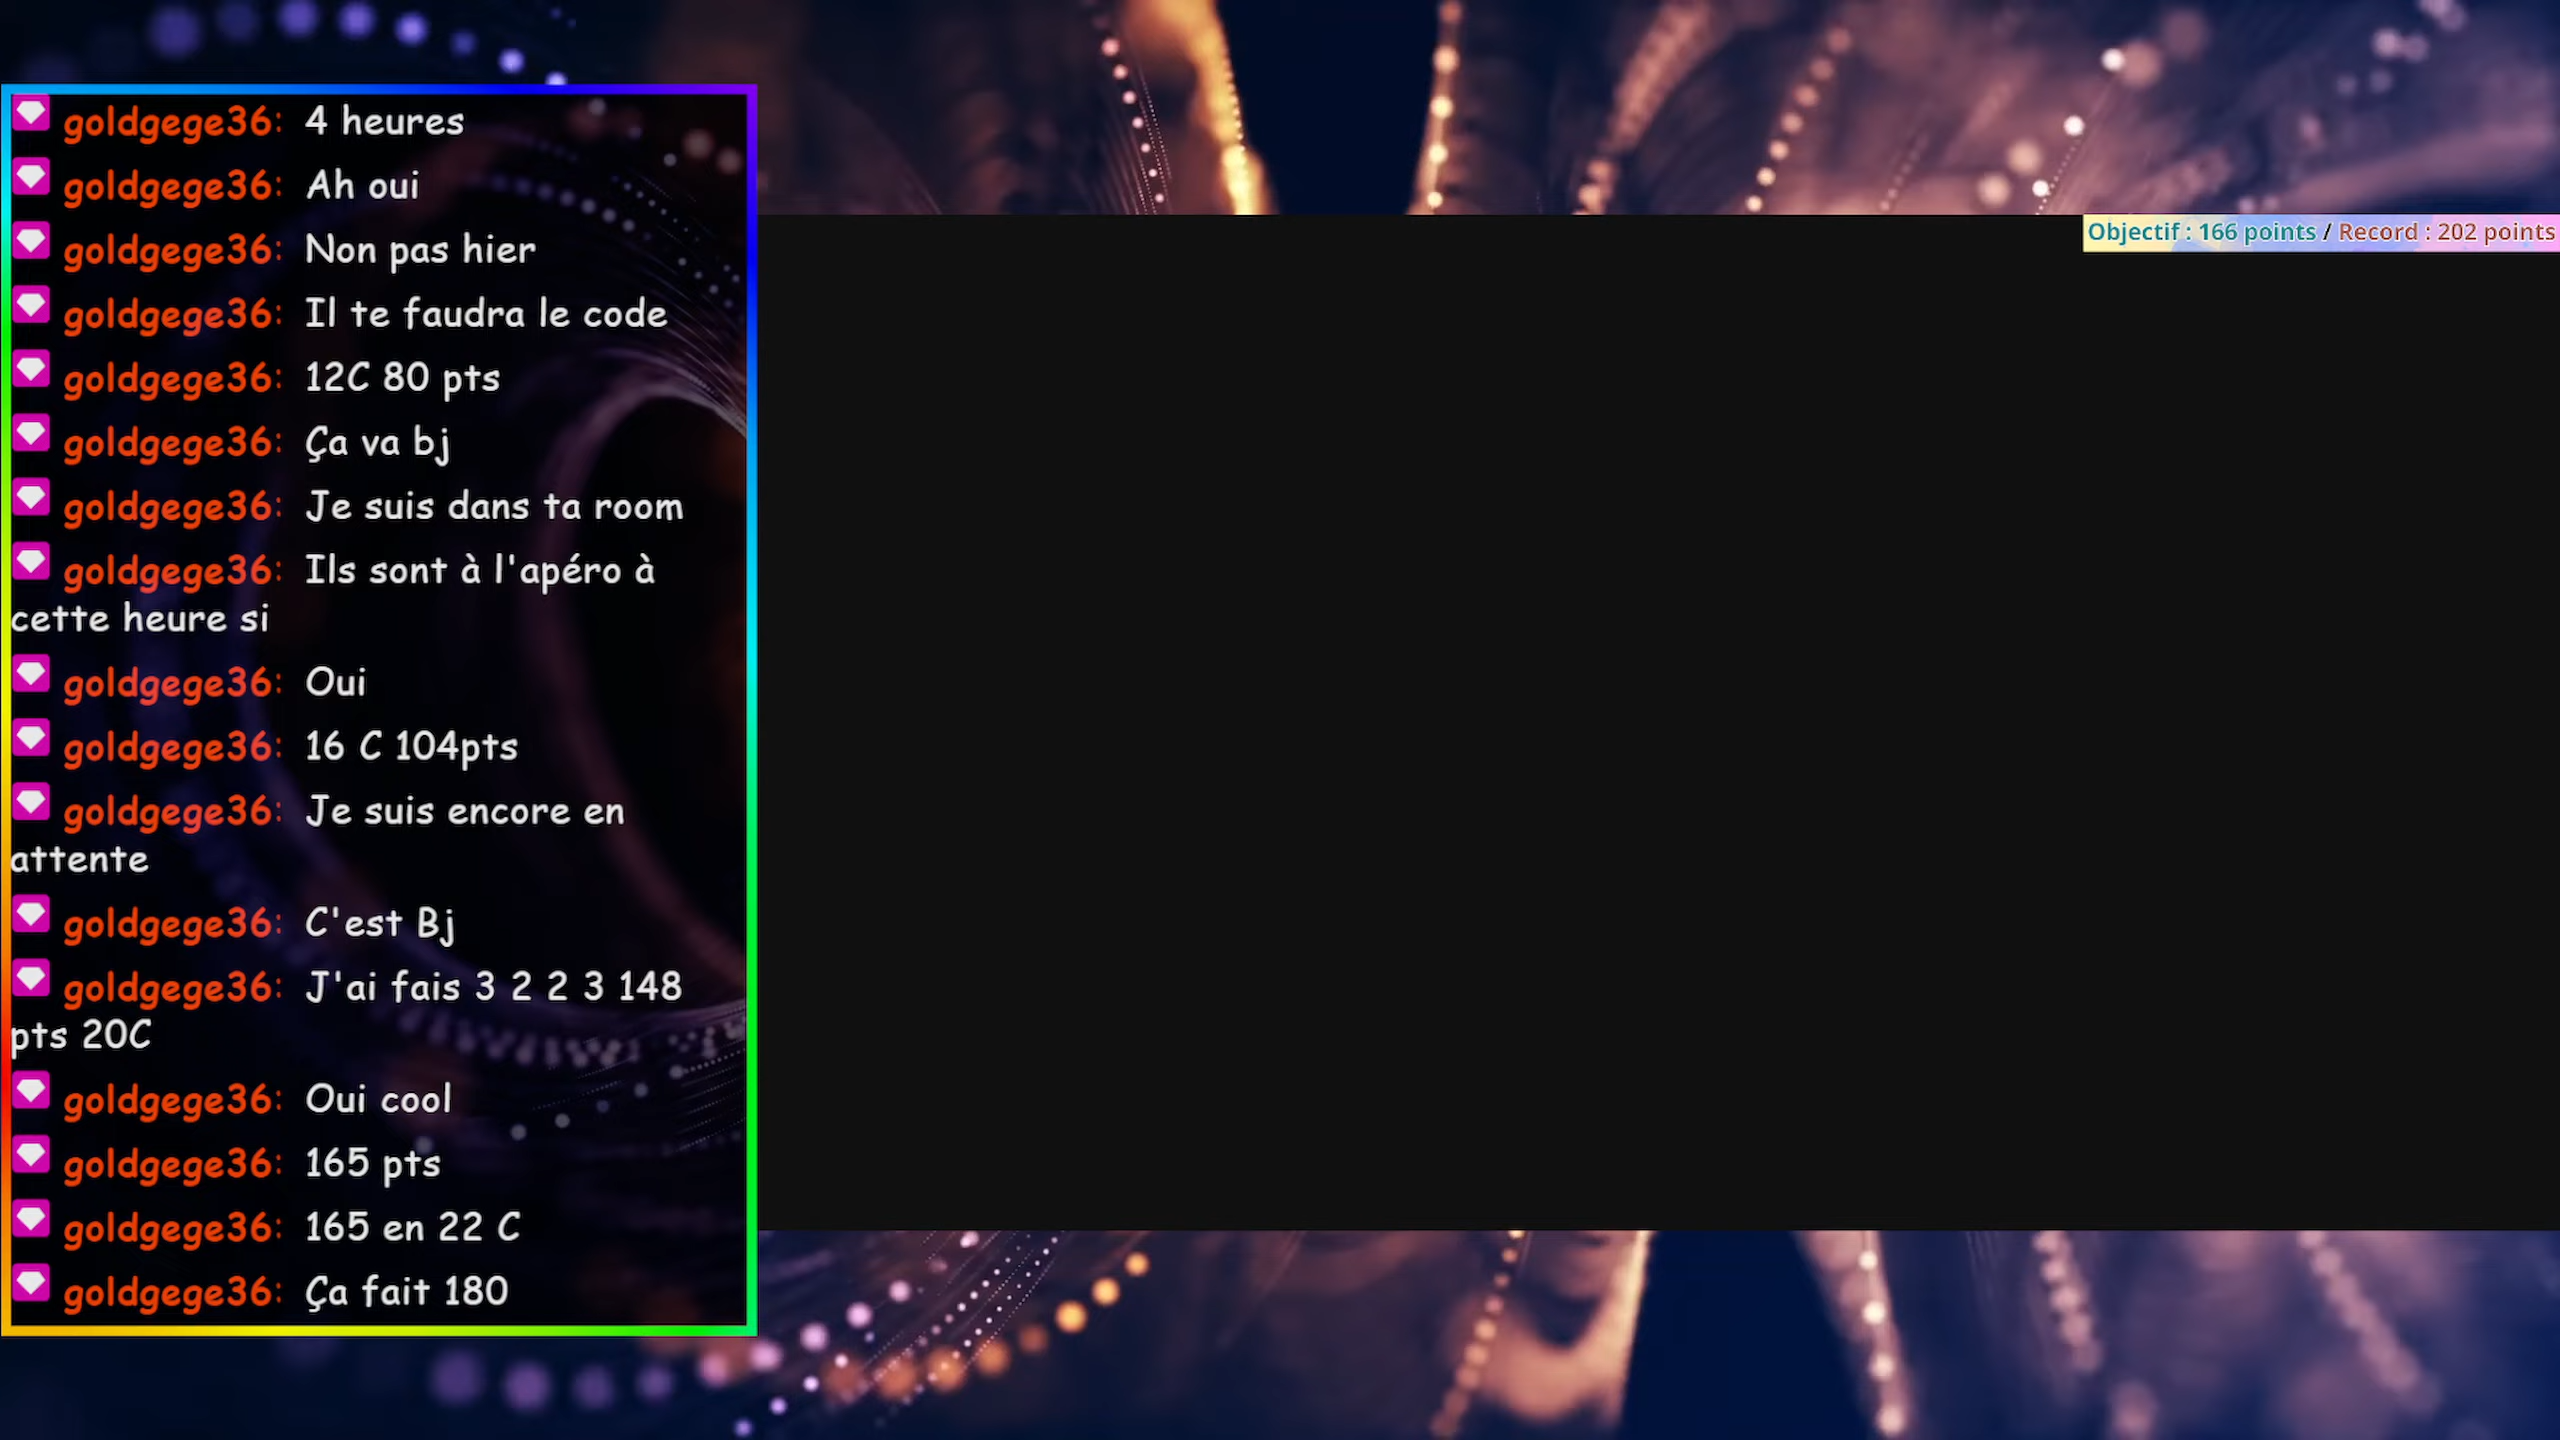 goldgege36: 4 heures
goldgege36: Ah oui
goldgege36: Non pas hier
goldgege36: Il te faudra le code
goldgege36: 12C 80 pts
goldgege36: Ça va bj
goldgege36: Je suis dans ta room
goldgege36: Ils sont à l'apéro à
cette heure si
goldgege36: Oui
goldgege36: 16 C 104pts
goldgege36: Je suis encore en
attente
goldgege36: C'est Bj
goldgege36: J'ai fais 3 2 2 3 148
pts 20C
goldgege36: Oui cool
goldgege36: 165 pts
goldgege36: 165 en 22 C
goldgege36: Ça fait 180
Objectif : 166 points / Record : 202 points